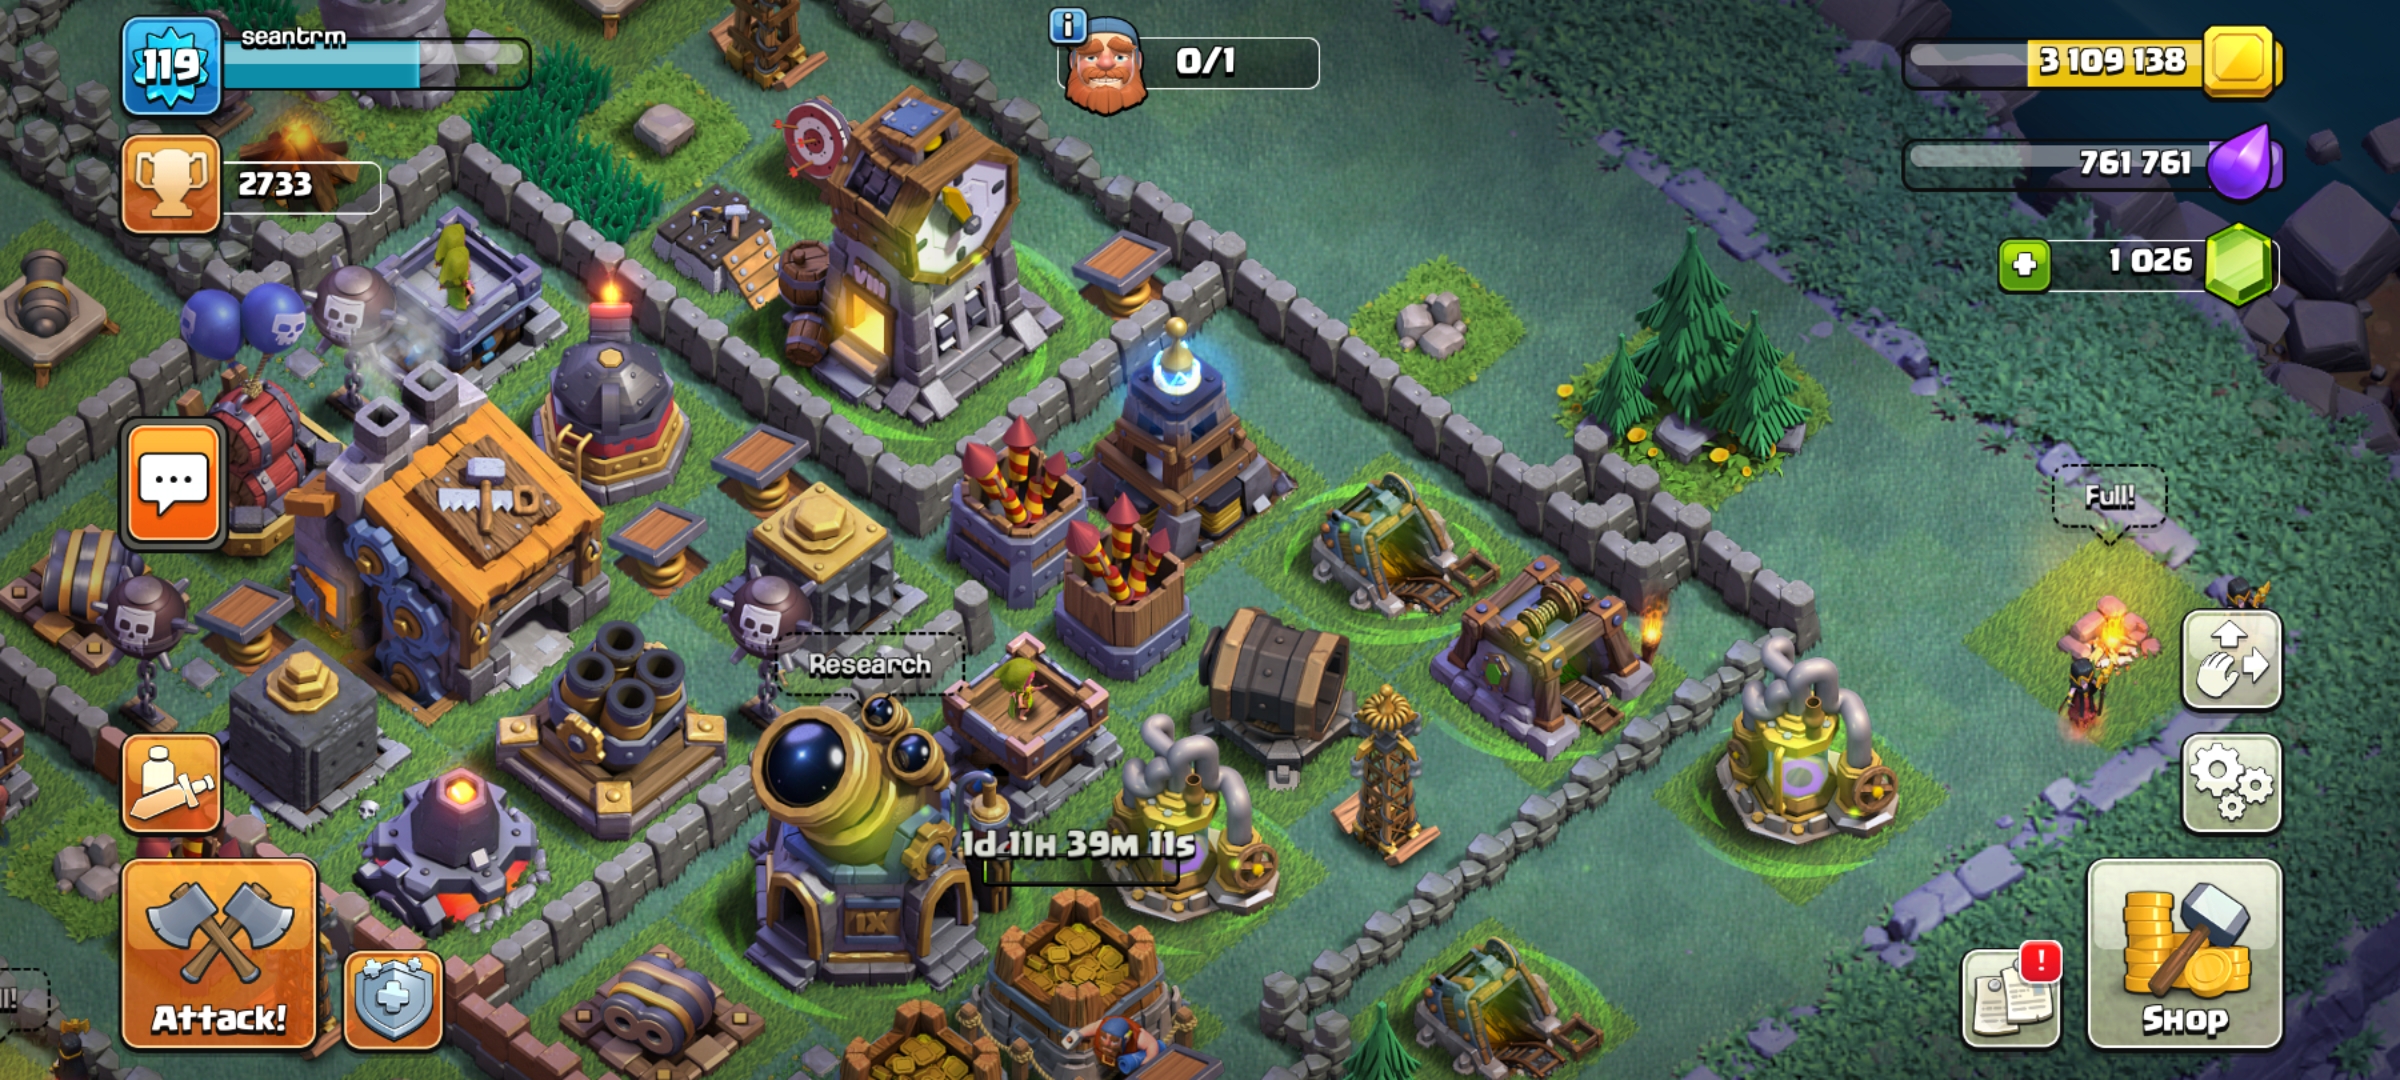 119
seantrm
i
0/1
3 109 138
2733
761 761
1 026
VIII
Full!
Research
1d 11H 39M 11s
IX
!
Attack!
Shop